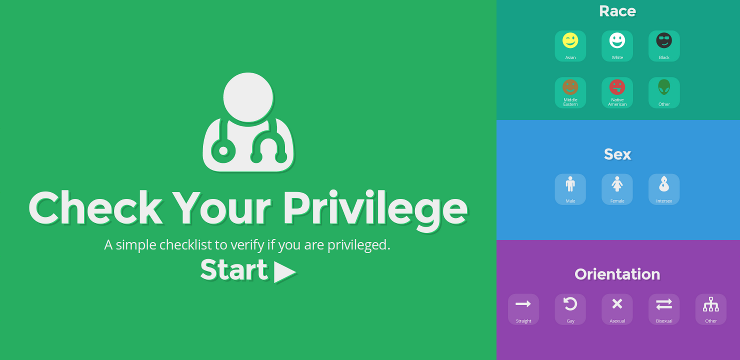 Check Your Privilege
A simple checklist to verify if you are privileged.
Start
Race
Asian
White
Black
Middle
Eastern
Native
American
Other
Sex
Male
Female
Intersex
Orientation
Straight
Gay
Asexual
Bisexual
Other